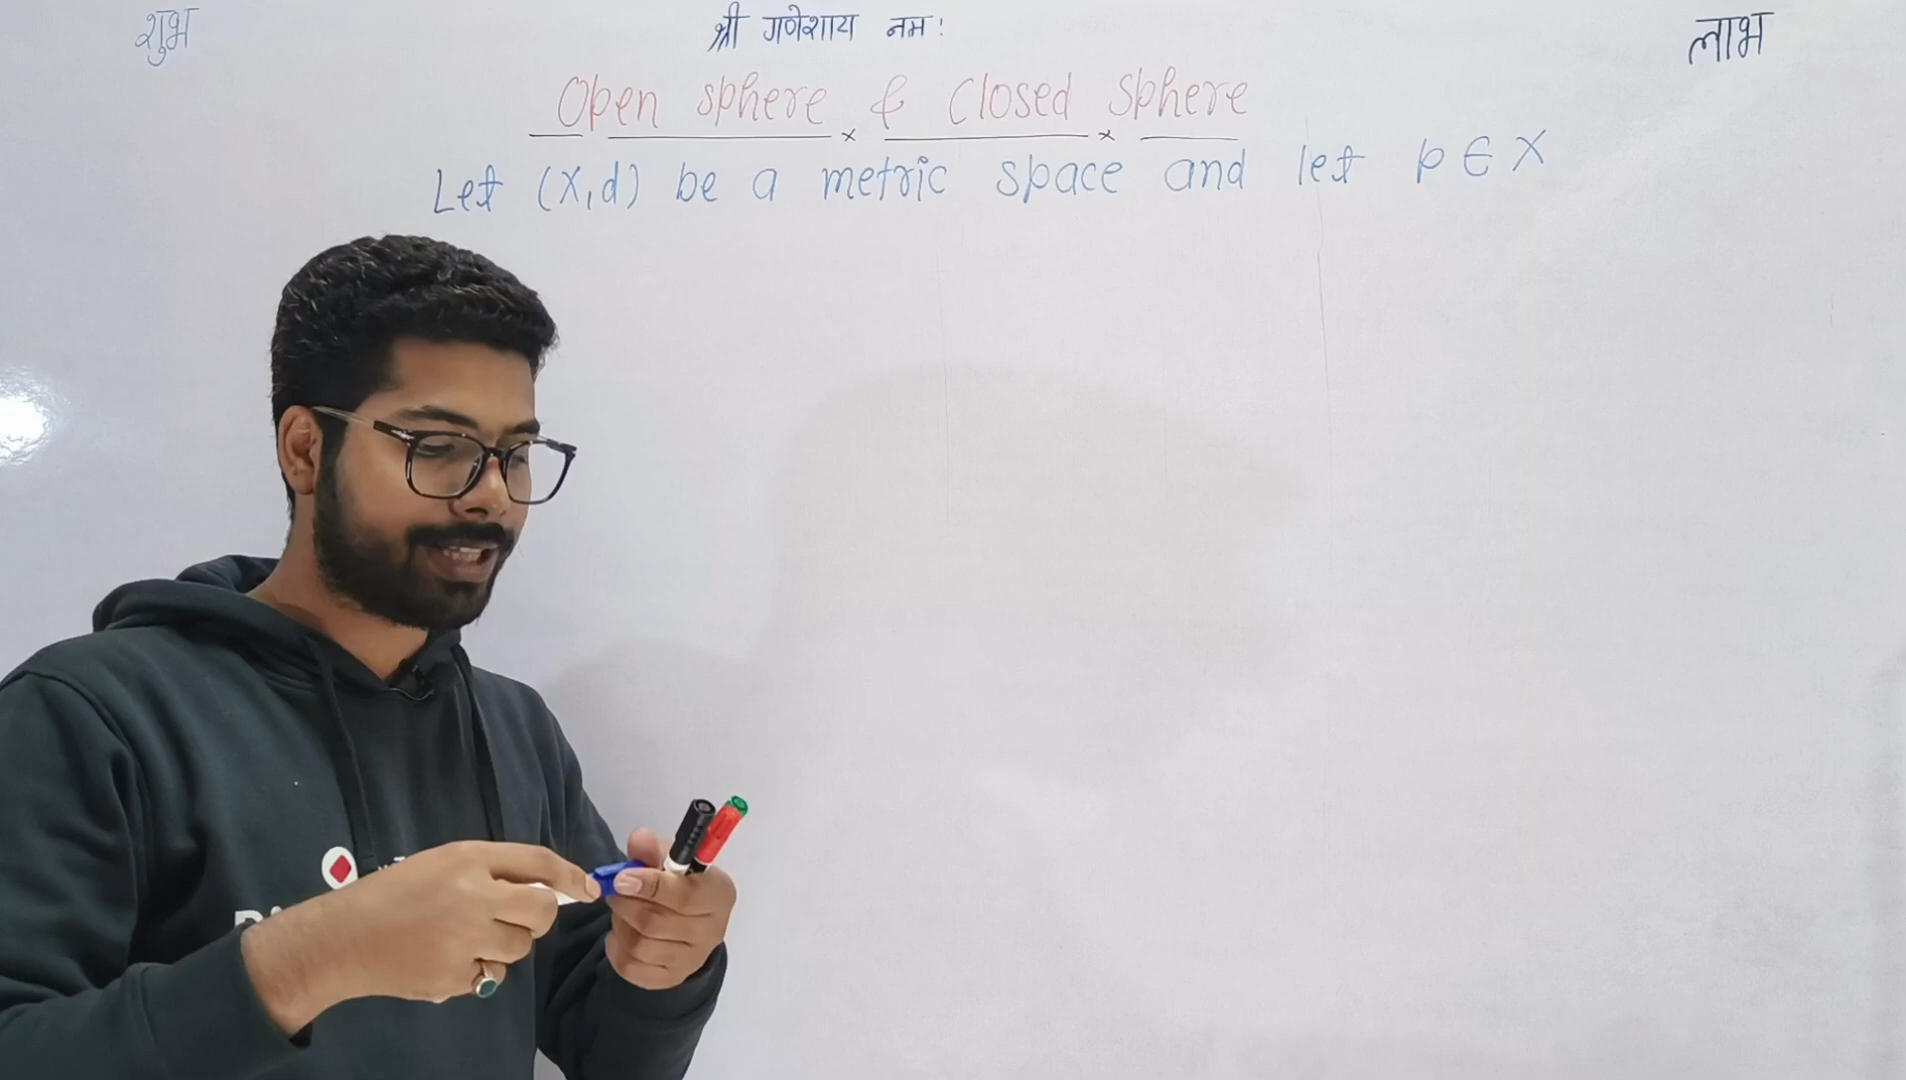 शुभ श्री गणेशाय नमः लाभ
Open sphere & Closed Sphere
Let (X,d) be a metric space and let p ∈ X